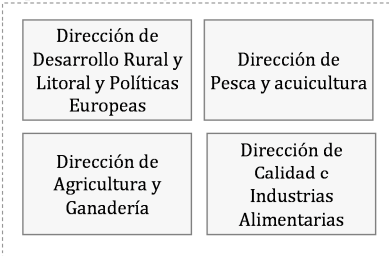 Dirección de
Desarrollo Rural y
Litoral y Políticas
Europeas
Dirección de
Pesca y acuicultura
Dirección de
Agricultura y
Ganadería
Dirección de
Calidad e
Industrias
Alimentarias